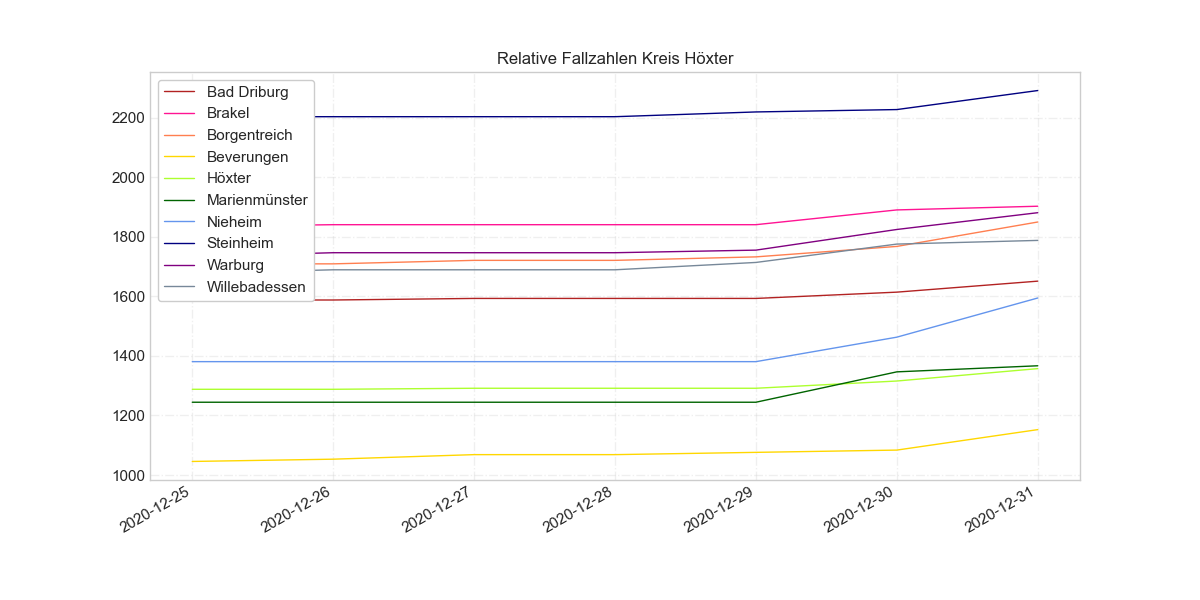 Relative Fallzahlen Kreis Höxter
Bad Driburg
Brakel
Borgentreich
Beverungen
Höxter
Marienmünster
Nieheim
Steinheim
Warburg
Willebadessen
2200
2000
1800
1600
1400
1200
1000
2020-12-25
2020-12-26
2020-12-27
2020-12-28
2020-12-29
2020-12-30
2020-12-31